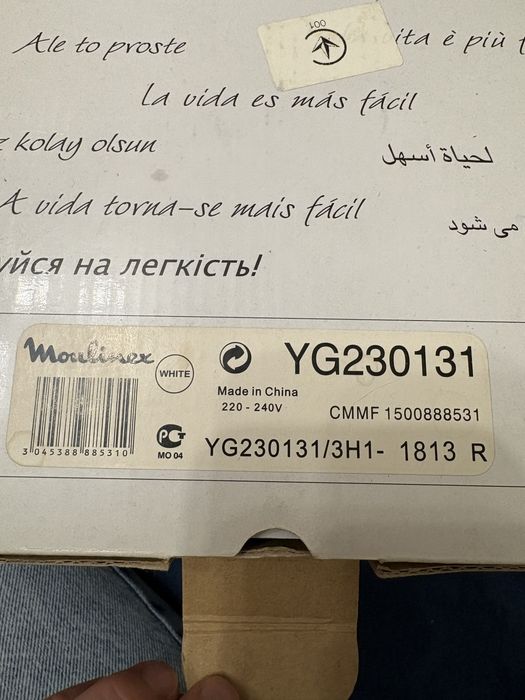 001
Ale to proste
ita è più
La vida es más fácil
kolay olsun
لحياة أسهل
A vida torna-se mais fácil
می شود
уйся на легкість!
Moulinex
WHITE
YG230131
Made in China
220 - 240V
CMMF 1500888531
3 045388 885310
PCT
MO 04
YG230131/3H1- 1813 R